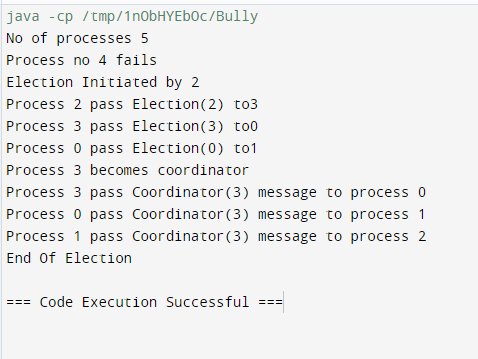 java -cp /tmp/1nObHYEbOc/Bully
No of processes 5
Process no 4 fails
Election Initiated by 2
Process 2 pass Election(2) to3
Process 3 pass Election(3) to0
Process 0 pass Election(0) to1
Process 3 becomes coordinator
Process 3 pass Coordinator(3) message to process 0
Process 0 pass Coordinator(3) message to process 1
Process 1 pass Coordinator(3) message to process 2
End Of Election
=== Code Execution Successful ===